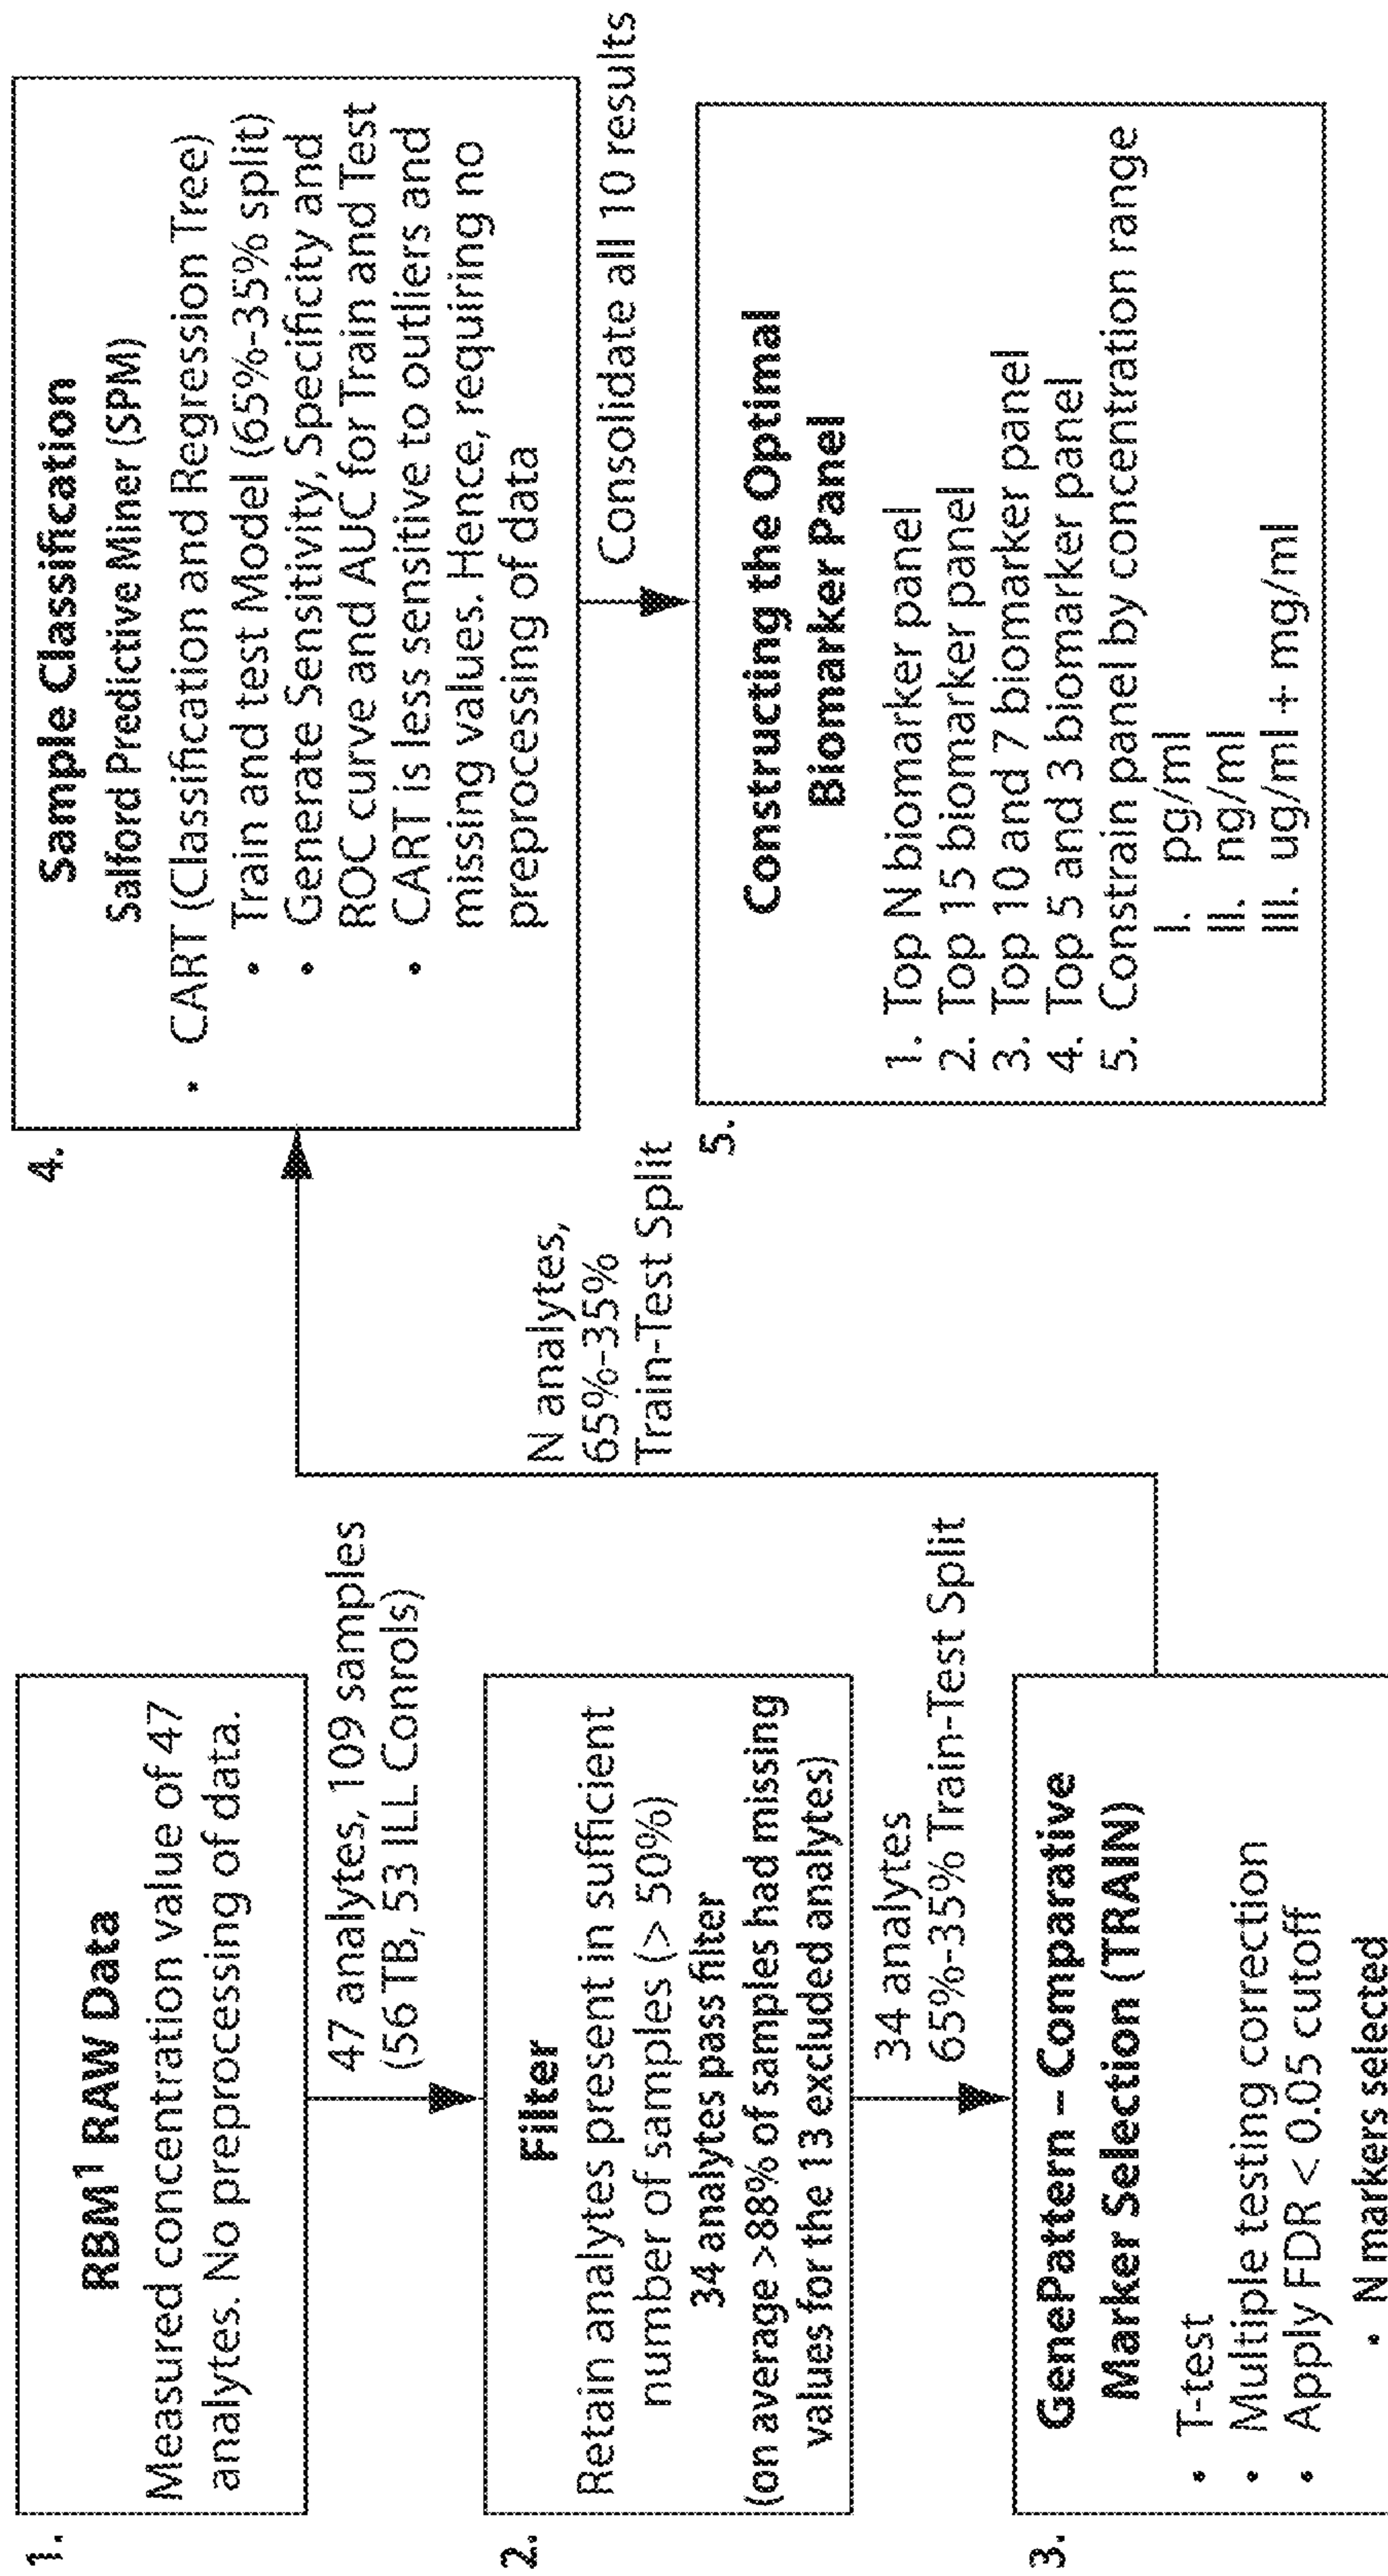 1.
RBM¹ RAW Data
Measured concentration value of 47
analytes. No preprocessing of data.
47 analytes, 109 samples
(56 TB, 53 ILL Conrols)
2.
Filter
Retain analytes present in sufficient
number of samples (> 50%)
34 analytes pass filter
(on average >88% of samples had missing
values for the 13 excluded analytes)
34 analytes
65%-35% Train-Test Split
3.
GenePattern – Comparative
Marker Selection (TRAIN)
• T-test
• Multiple testing correction
• Apply FDR < 0.05 cutoff
• N markers selected
N analytes,
65%-35%
Train-Test Split
4.
Sample Classification
Salford Predictive Miner (SPM)
• CART (Classification and Regression Tree)
• Train and test Model (65%-35% split)
• Generate Sensitivity, Specificity and
ROC curve and AUC for Train and Test
• CART is less sensitive to outliers and
missing values. Hence, requiring no
preprocessing of data
Consolidate all 10 results
5.
Constructing the Optimal
Biomarker Panel
1. Top N biomarker panel
2. Top 15 biomarker panel
3. Top 10 and 7 biomarker panel
4. Top 5 and 3 biomarker panel
5. Constrain panel by concentration range
i. pg/ml
ii. ng/ml
iii. ug/ml + mg/ml